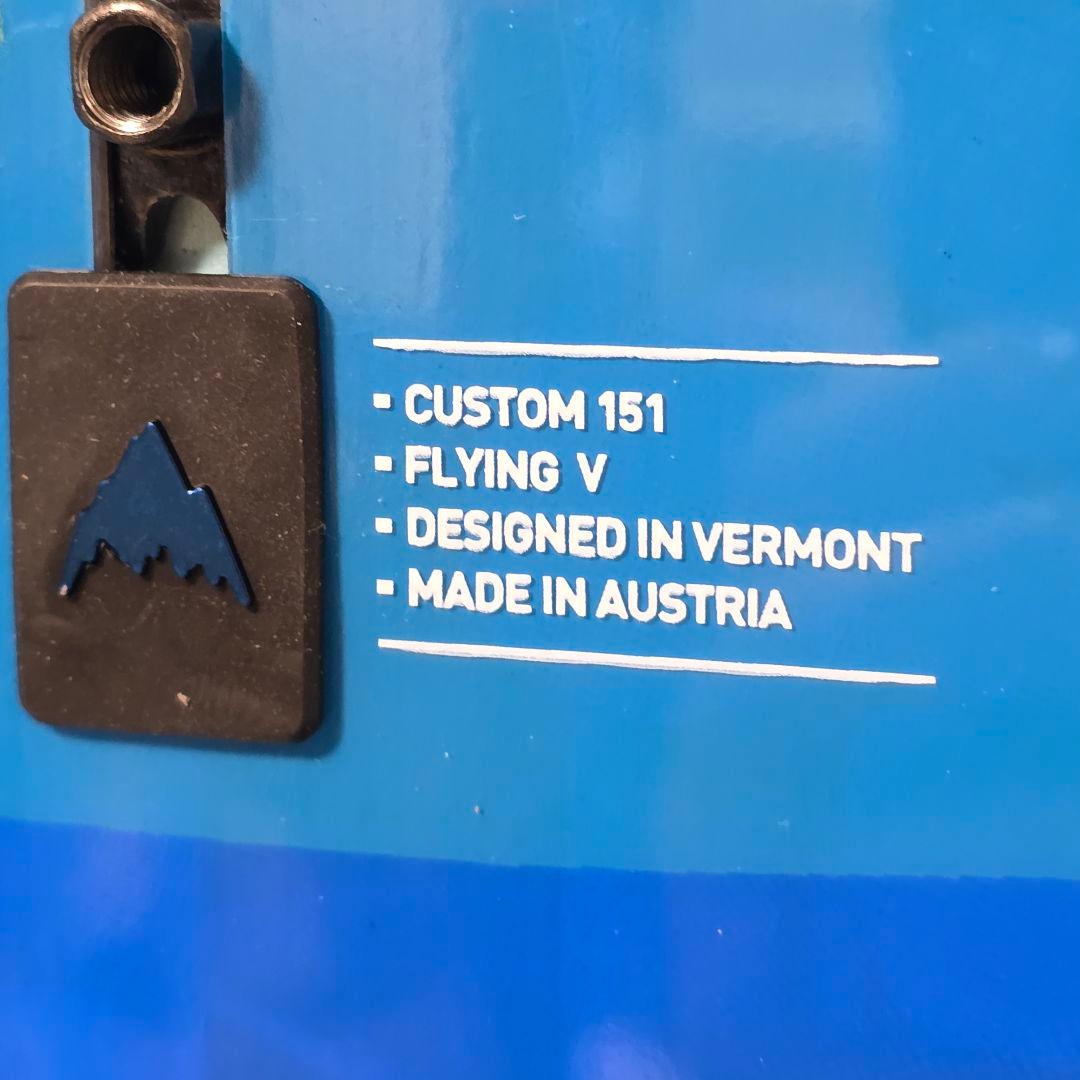 - CUSTOM 151
- FLYING V
- DESIGNED IN VERMONT
- MADE IN AUSTRIA